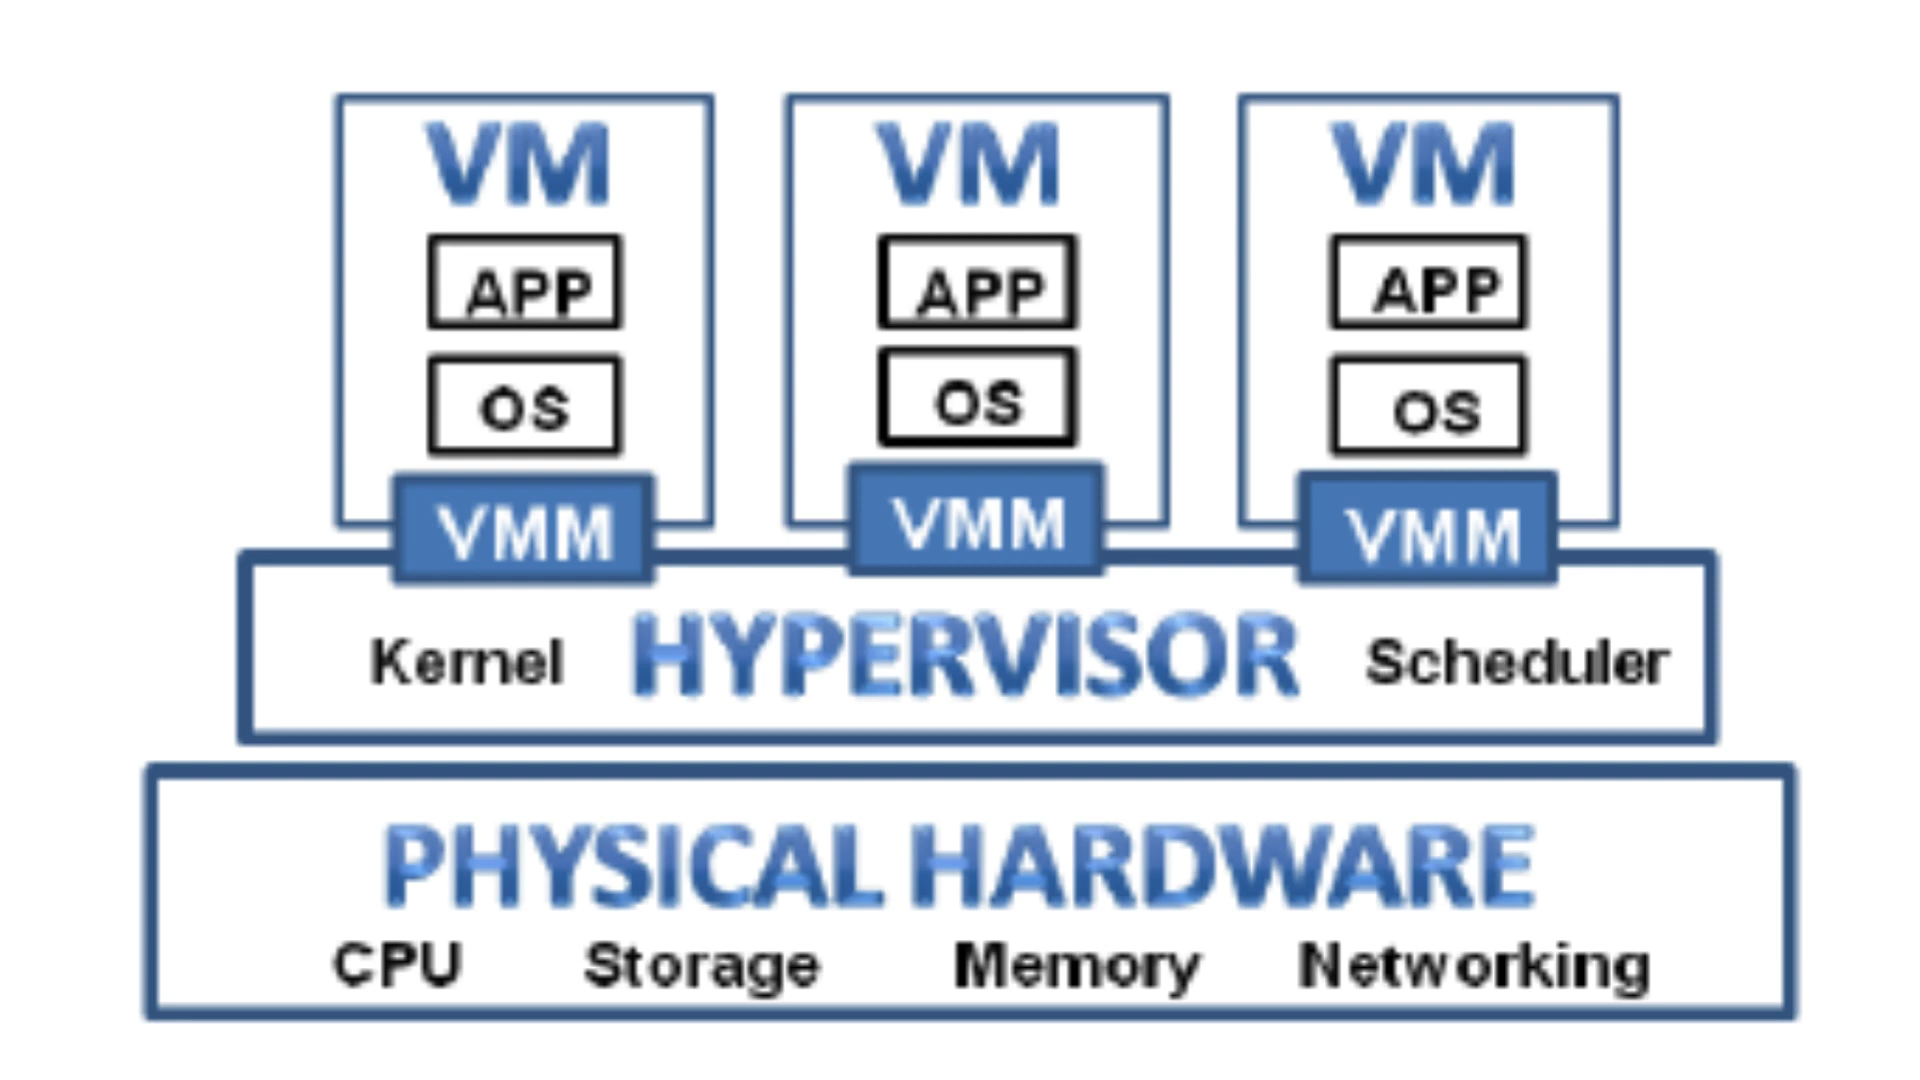 VM VM VM
APP APP APP
OS OS OS
VMM VMM VMM
Kernel HYPERVISOR Scheduler
PHYSICAL HARDWARE
CPU Storage Memory Networking